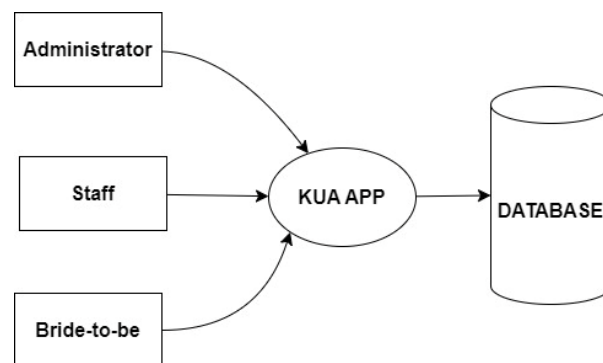 Administrator
Staff
KUA APP
DATABASE
Bride-to-be